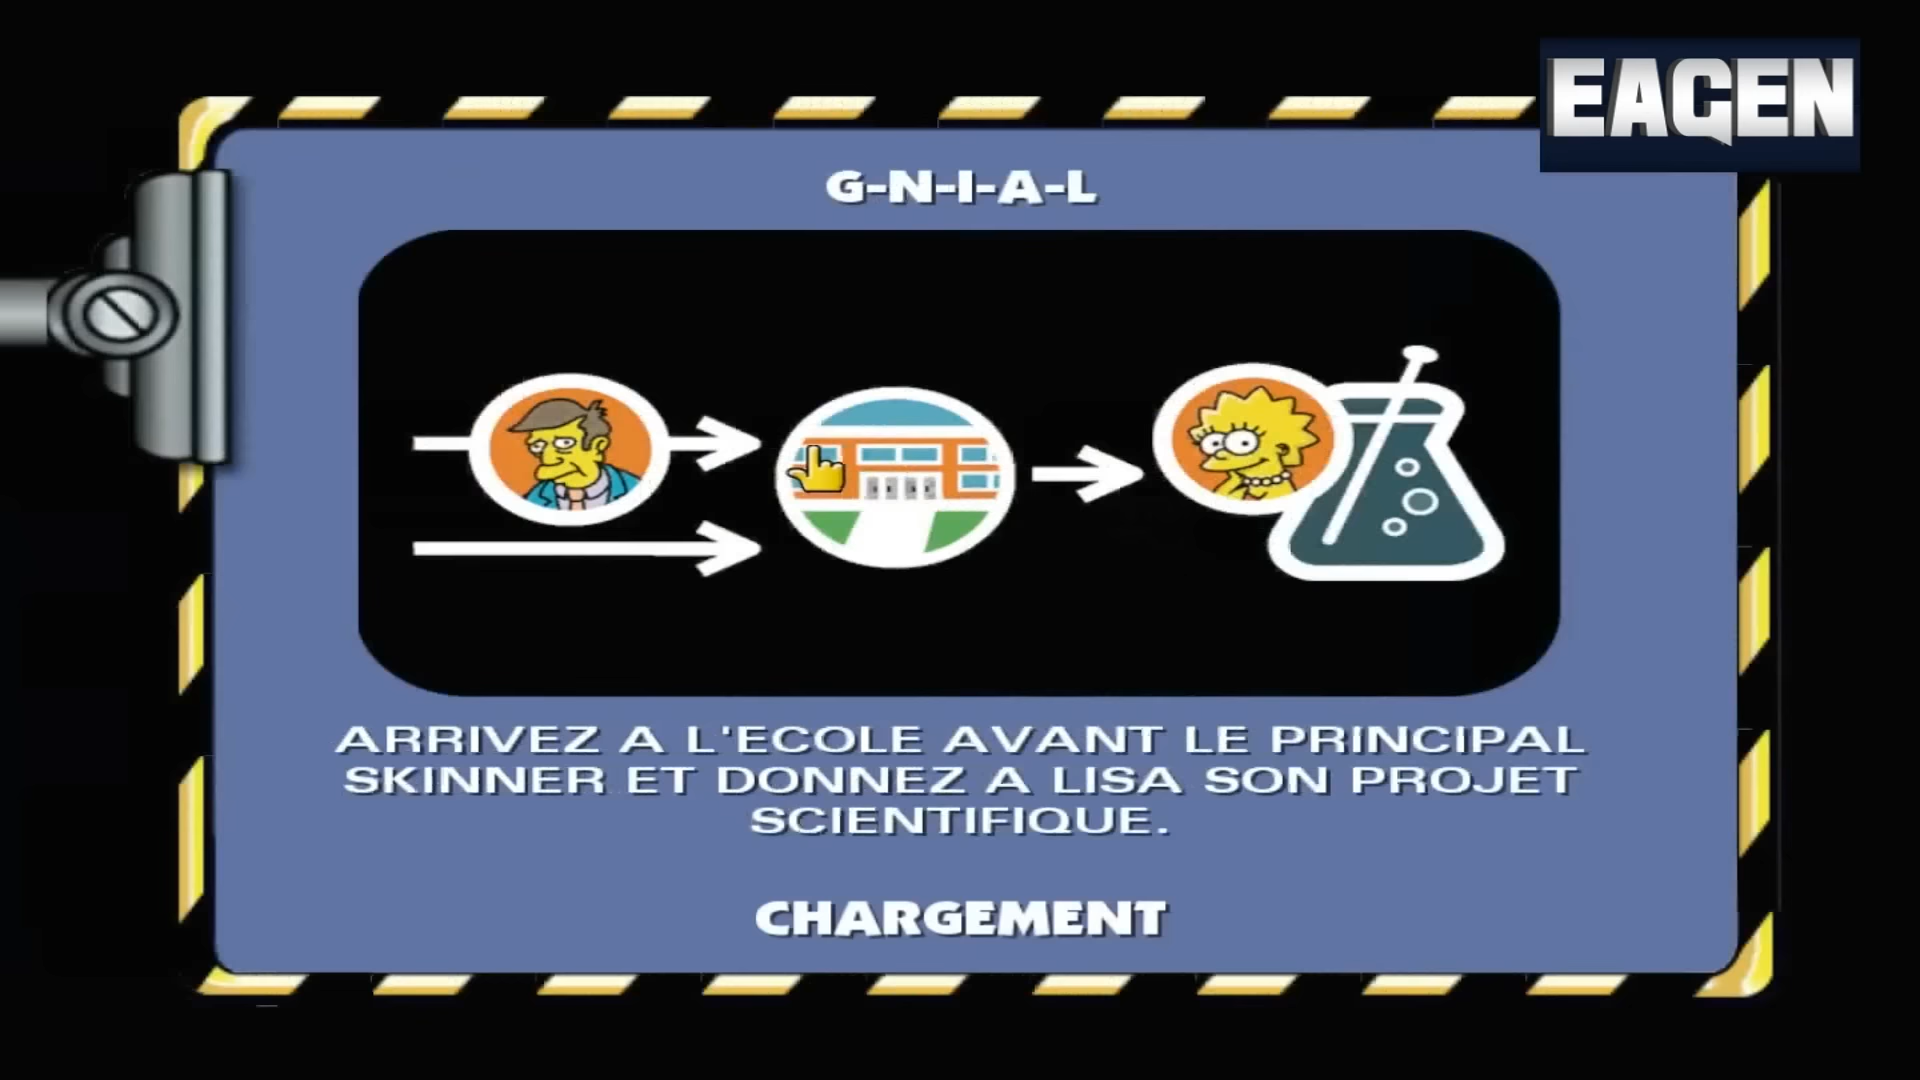 EAGEN
G-N-I-A-L
ARRIVEZ A L'ECOLE AVANT LE PRINCIPAL
SKINNER ET DONNEZ A LISA SON PROJET
SCIENTIFIQUE.
CHARGEMENT